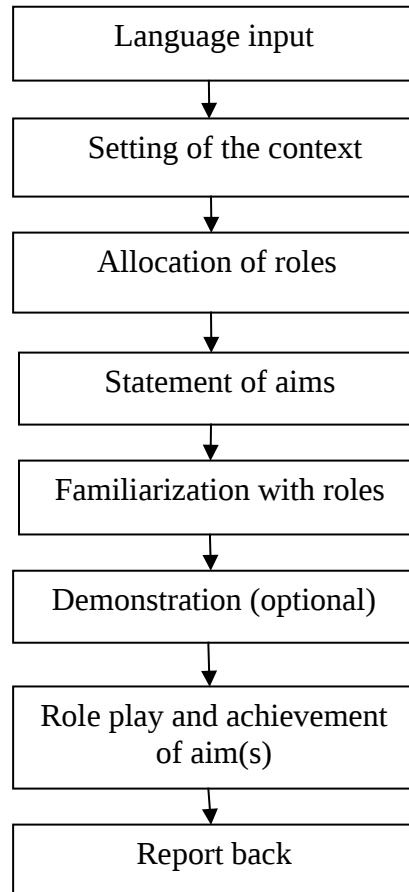 Language input
Setting of the context
Allocation of roles
Statement of aims
Familiarization with roles
Demonstration (optional)
Role play and achievement
of aim(s)
Report back